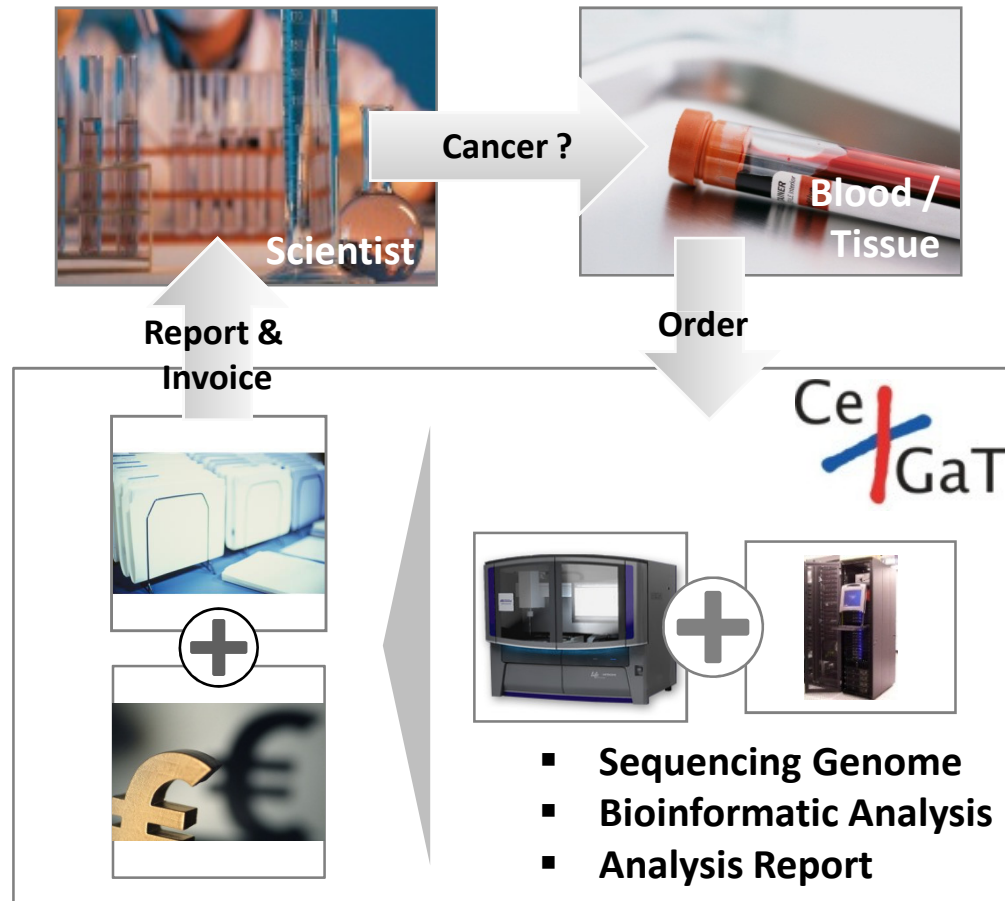 Cancer ?
Scientist
Blood /
Tissue
Report &
Invoice
Order
Ce
GaT
▪ Sequencing Genome
▪ Bioinformatic Analysis
▪ Analysis Report